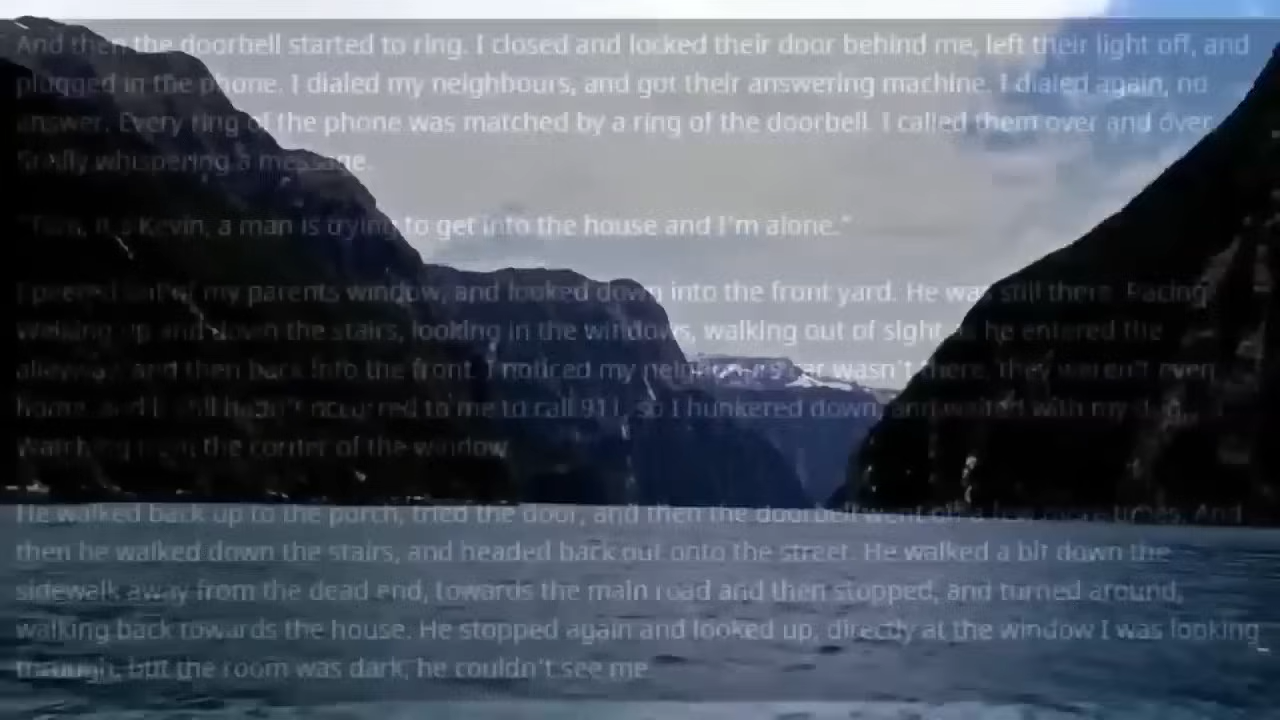 And then the doorbell started to ring. I closed and locked their door behind me, left their light off, and
plugged in the phone. I dialed my neighbours, and got their answering machine. I dialed again, no
answer. Every ring of the phone was matched by a ring of the doorbell. I called them over and over,
finally whispering a message.
it's Kevin, a man is trying to get into the house and I'm alone."
I peered out of my parents window, and looked down into the front yard. He was still there. Pacing
walking up and down the stairs, looking in the windows, walking out of sight as he entered the
alleyway and then back into the front. I noticed my neighbor's car wasn't there, they weren't even
home, and I still hadn't occurred to me to call 911, so I hunkered down, and waited with my dog,
watching from the corner of the window
He walked back up to the porch, tried the door, and then the doorbell went off a few more times. And
then he walked down the stairs, and headed back out onto the street. He walked a bit down the
sidewalk away from the dead end, towards the main road and then stopped, and turned around,
walking back towards the house. He stopped again and looked up, directly at the window I was looking
through, but the room was dark, he couldn't see me